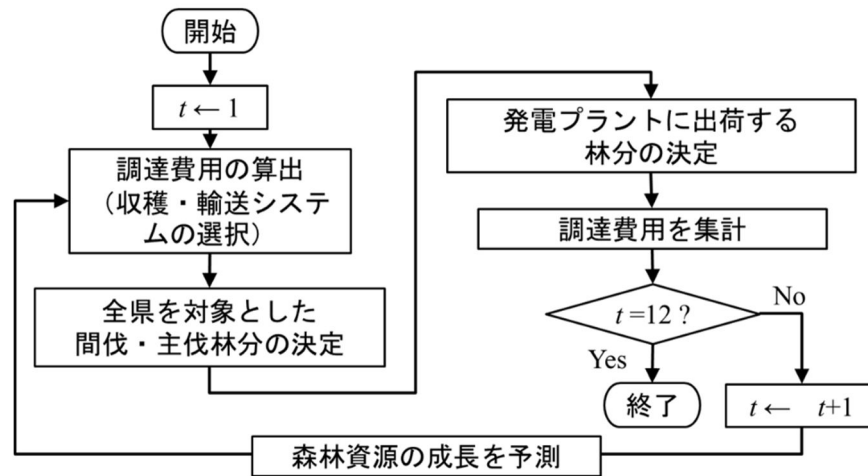 開始
t ← 1
調達費用の算出
（収穫・輸送システ
ムの選択）
全県を対象とした
間伐・主伐林分の決定
発電プラントに出荷する
林分の決定
調達費用を集計
t =12 ?
No
Yes
終了
t ← t+1
森林資源の成長を予測